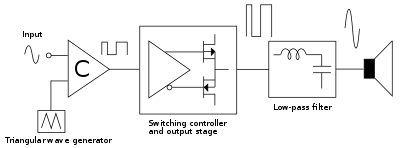 Input
C
Triangular wave generator
Switching controller
and output stage
Low-pass filter